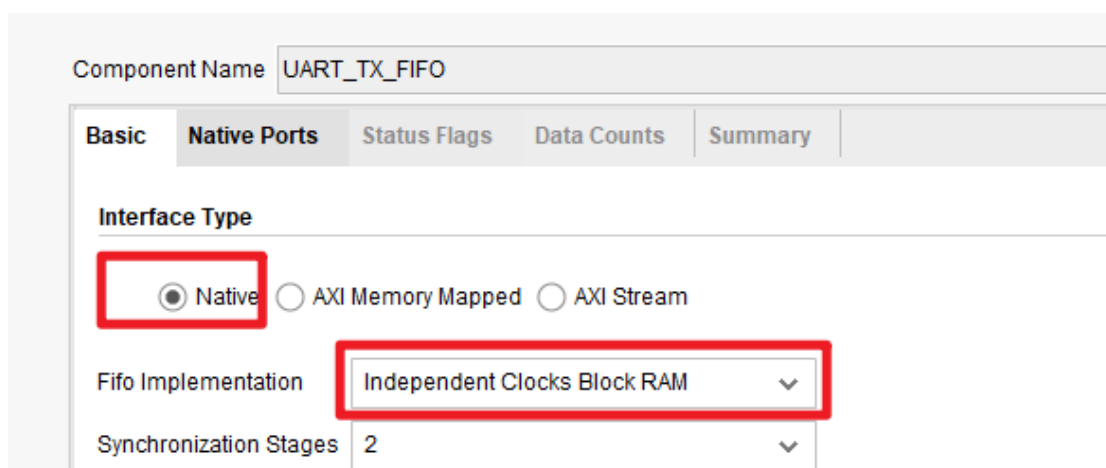 Component Name UART_TX_FIFO
Basic Native Ports Status Flags Data Counts Summary
Interface Type
Native AXI Memory Mapped AXI Stream
Fifo Implementation Independent Clocks Block RAM
Synchronization Stages 2